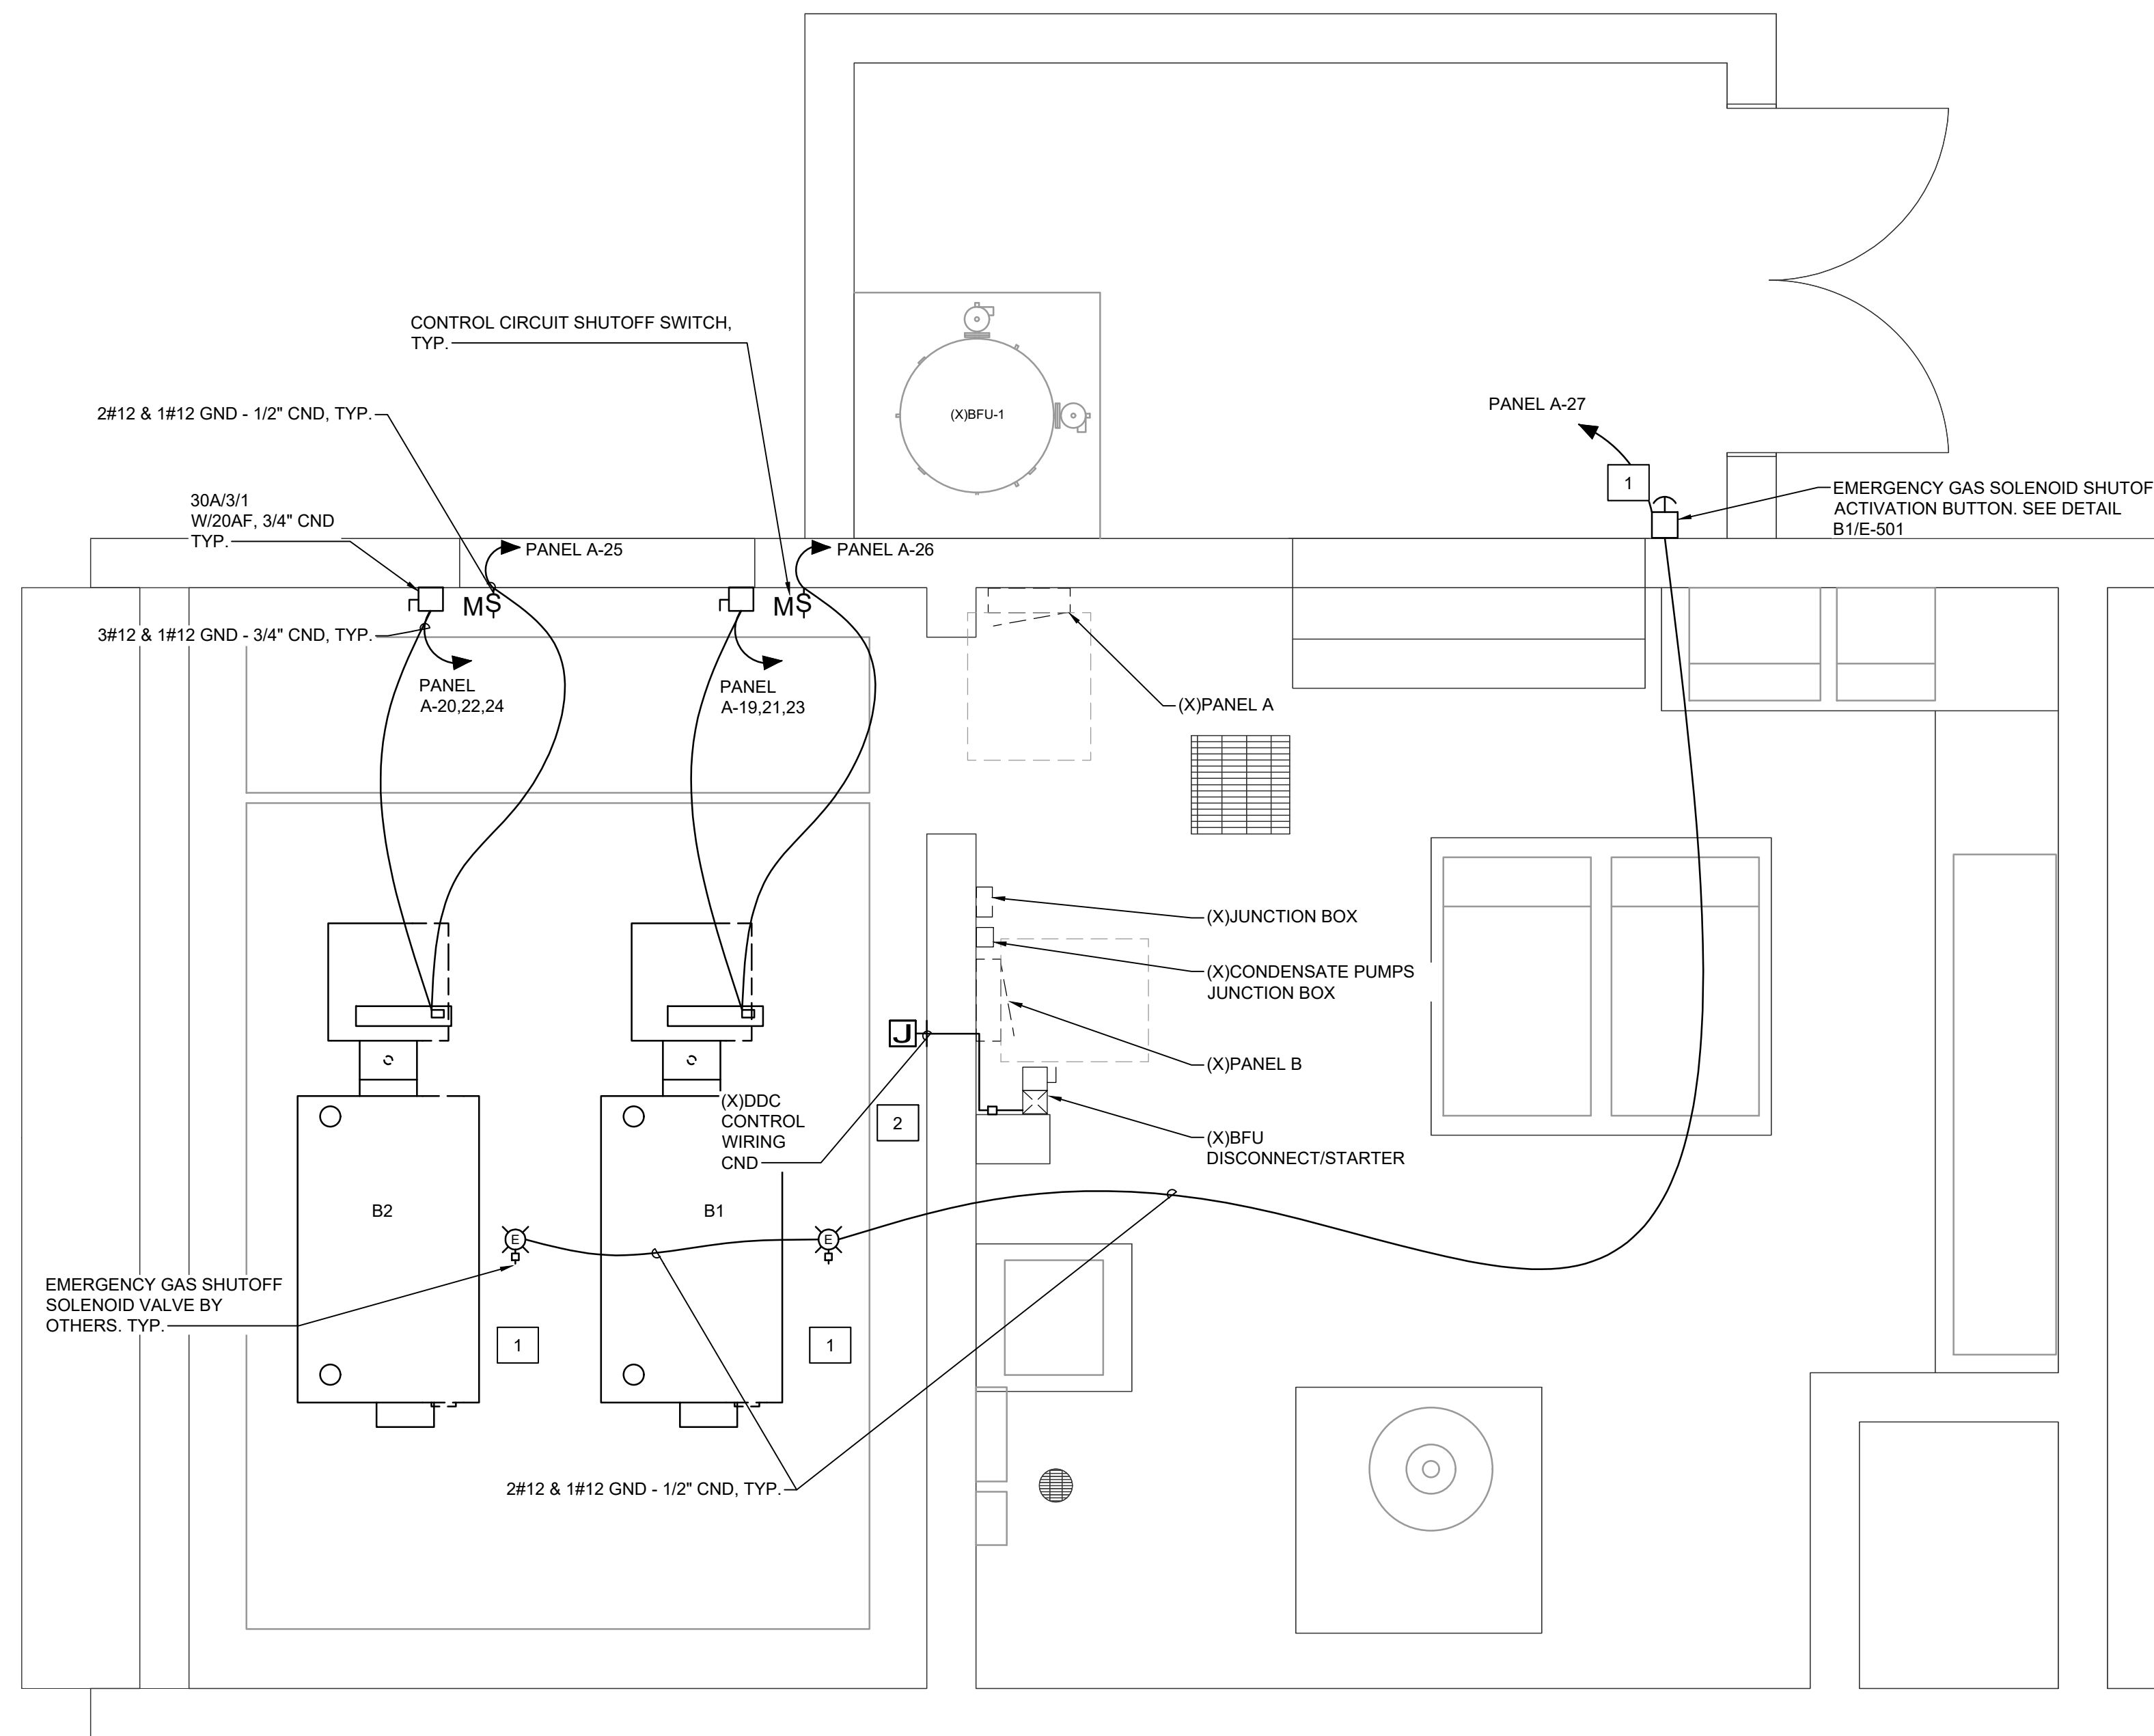 CONTROL CIRCUIT SHUTOFF SWITCH,
TYP.
2#12 & 1#12 GND - 1/2" CND, TYP.
(X)BFU-1
PANEL A-27
1
EMERGENCY GAS SOLENOID SHUTOF
ACTIVATION BUTTON. SEE DETAIL
B1/E-501
30A/3/1
W/20AF, 3/4" CND
TYP.
PANEL A-25
PANEL A-26
MS
MS
3#12 & 1#12 GND - 3/4" CND, TYP.
PANEL
A-20,22,24
PANEL
A-19,21,23
(X)PANEL A
(X)JUNCTION BOX
(X)CONDENSATE PUMPS
JUNCTION BOX
J
(X)PANEL B
(X)DDC
CONTROL
WIRING
CND
2
(X)BFU
DISCONNECT/STARTER
B2
B1
E
E
EMERGENCY GAS SHUTOFF
SOLENOID VALVE BY
OTHERS. TYP.
1
1
2#12 & 1#12 GND - 1/2" CND, TYP.